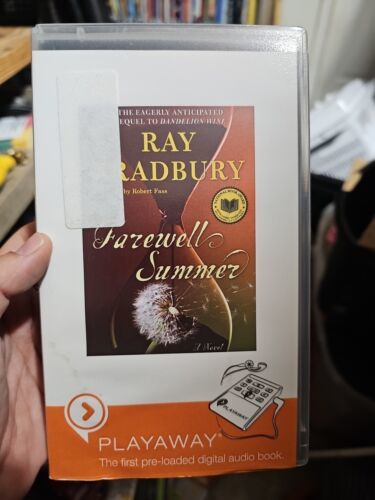 THE EAGERLY ANTICIPATED
SEQUEL TO DANDELION WINE
RAY
BRADBURY
by Robert Fass
Farewell
Summer
A Novel
PLAYAWAY®
The first pre-loaded digital audio book.
PLAYAWAY